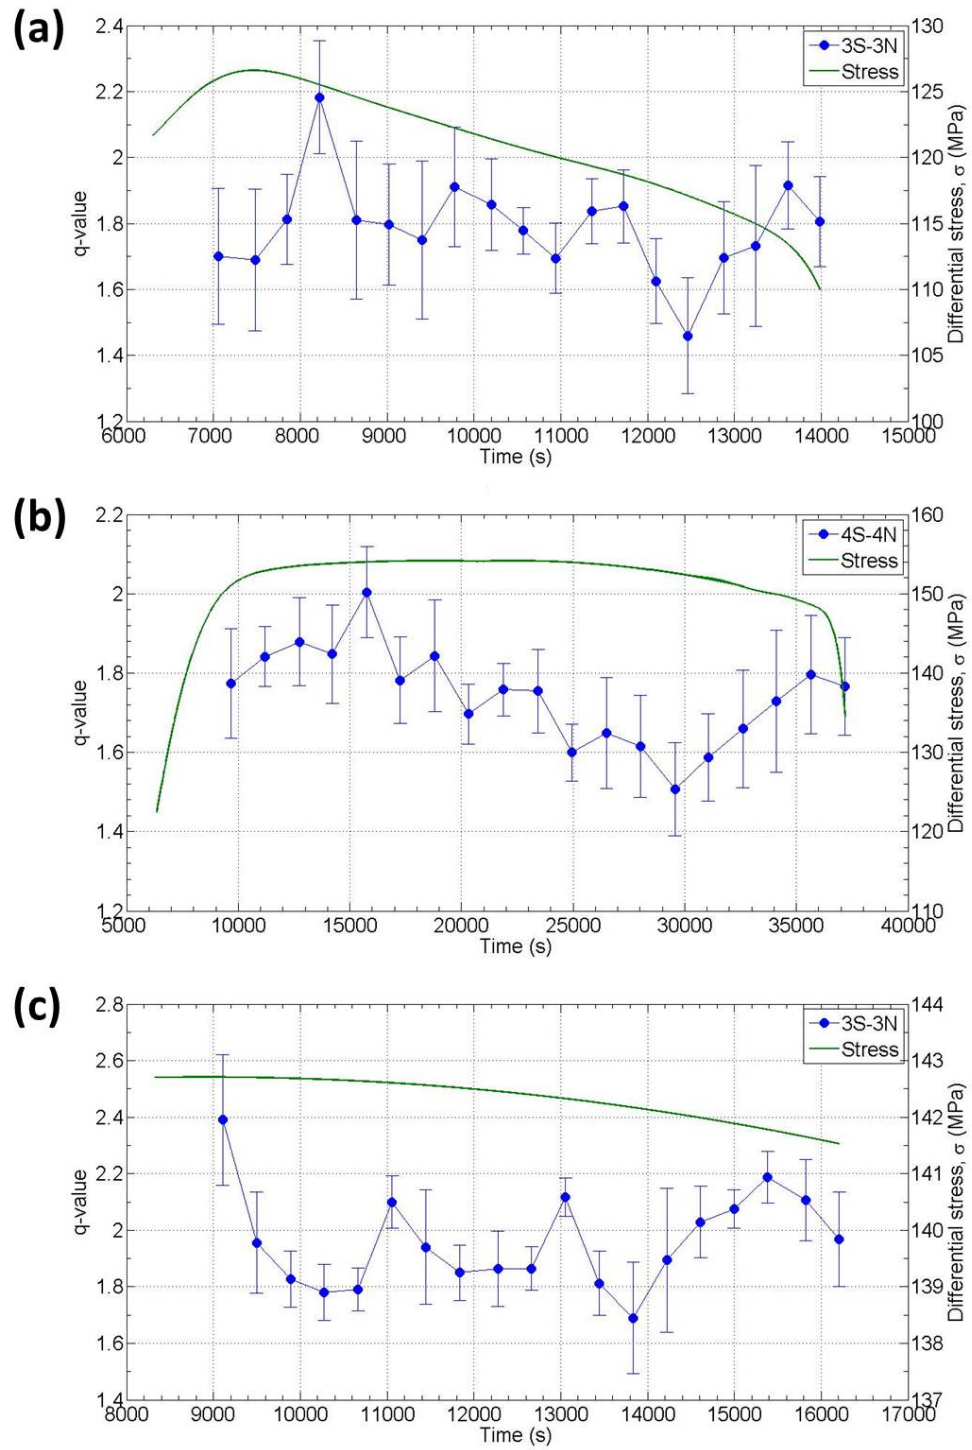 (a)
2.4
2.2
2
1.8
1.6
1.4
1.2
q-value
130
125
120
115
110
105
100
Differential stress, σ (MPa)
3S-3N
Stress
6000 7000 8000 9000 10000 11000 12000 13000 14000 15000
Time (s)
(b)
2.2
2
1.8
1.6
1.4
1.2
q-value
160
150
140
130
120
110
Differential stress, σ (MPa)
4S-4N
Stress
5000 10000 15000 20000 25000 30000 35000 40000
Time (s)
(c)
2.8
2.6
2.4
2.2
2
1.8
1.6
1.4
q-value
144
143
142
141
140
139
138
137
Differential stress, σ (MPa)
3S-3N
Stress
8000 9000 10000 11000 12000 13000 14000 15000 16000 17000
Time (s)